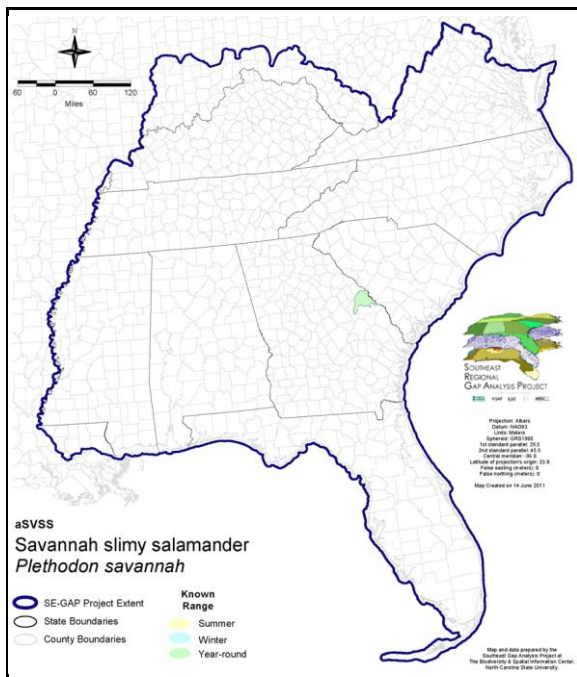 60 0 60 120
Miles
SOUTHEAST
REGIONAL
GAP ANALYSIS PROJECT
Projection: Albers
Datum: NAD83
Units: Meters
Spheroid: GRS1980
1st standard parallel: 29.5
2nd standard parallel: 45.5
Central meridian: -96.0
Latitude of projection's origin: 23.0
False easting (meters): 0
False northing (meters): 0
Map Created on 14 June 2011
aSVSS
Savannah slimy salamander
Plethodon savannah
SE-GAP Project Extent
State Boundaries
County Boundaries
Known
Range
Summer
Winter
Year-round
Map and data prepared by the
Southeast Gap Analysis Project at
The Biodiversity & Spatial Information Center,
North Carolina State University.